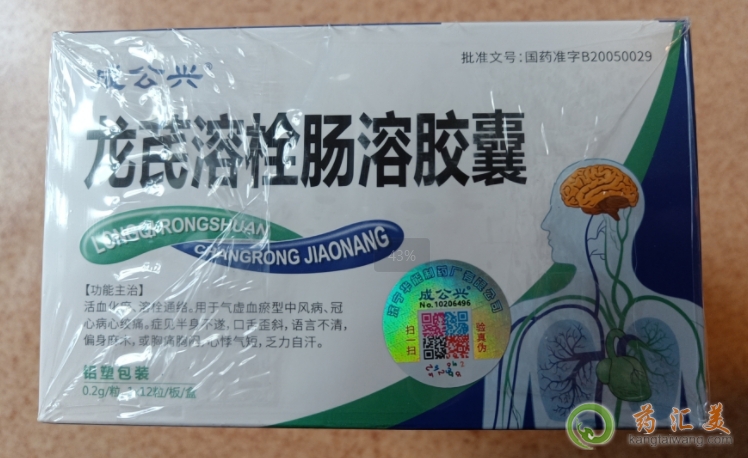 批准文号:国药准字B20050029
成公兴
龙芪溶栓肠溶胶囊
LONGQI RONGSHUAN
CHANGRONG JIAONANG
43%
【功能主治】
活血化瘀、溶栓通络。用于气虚血瘀型中风病、冠
心病心绞痛。症见半身不遂,口舌歪斜,语言不清,
偏身麻木,或胸痛胸闷,心悸气短,乏力自汗。
铝塑包装
0.2g/粒 12粒/板/盒
成公兴
No.10206496
扫一扫
验真伪
药汇美
kangtaiwang.com